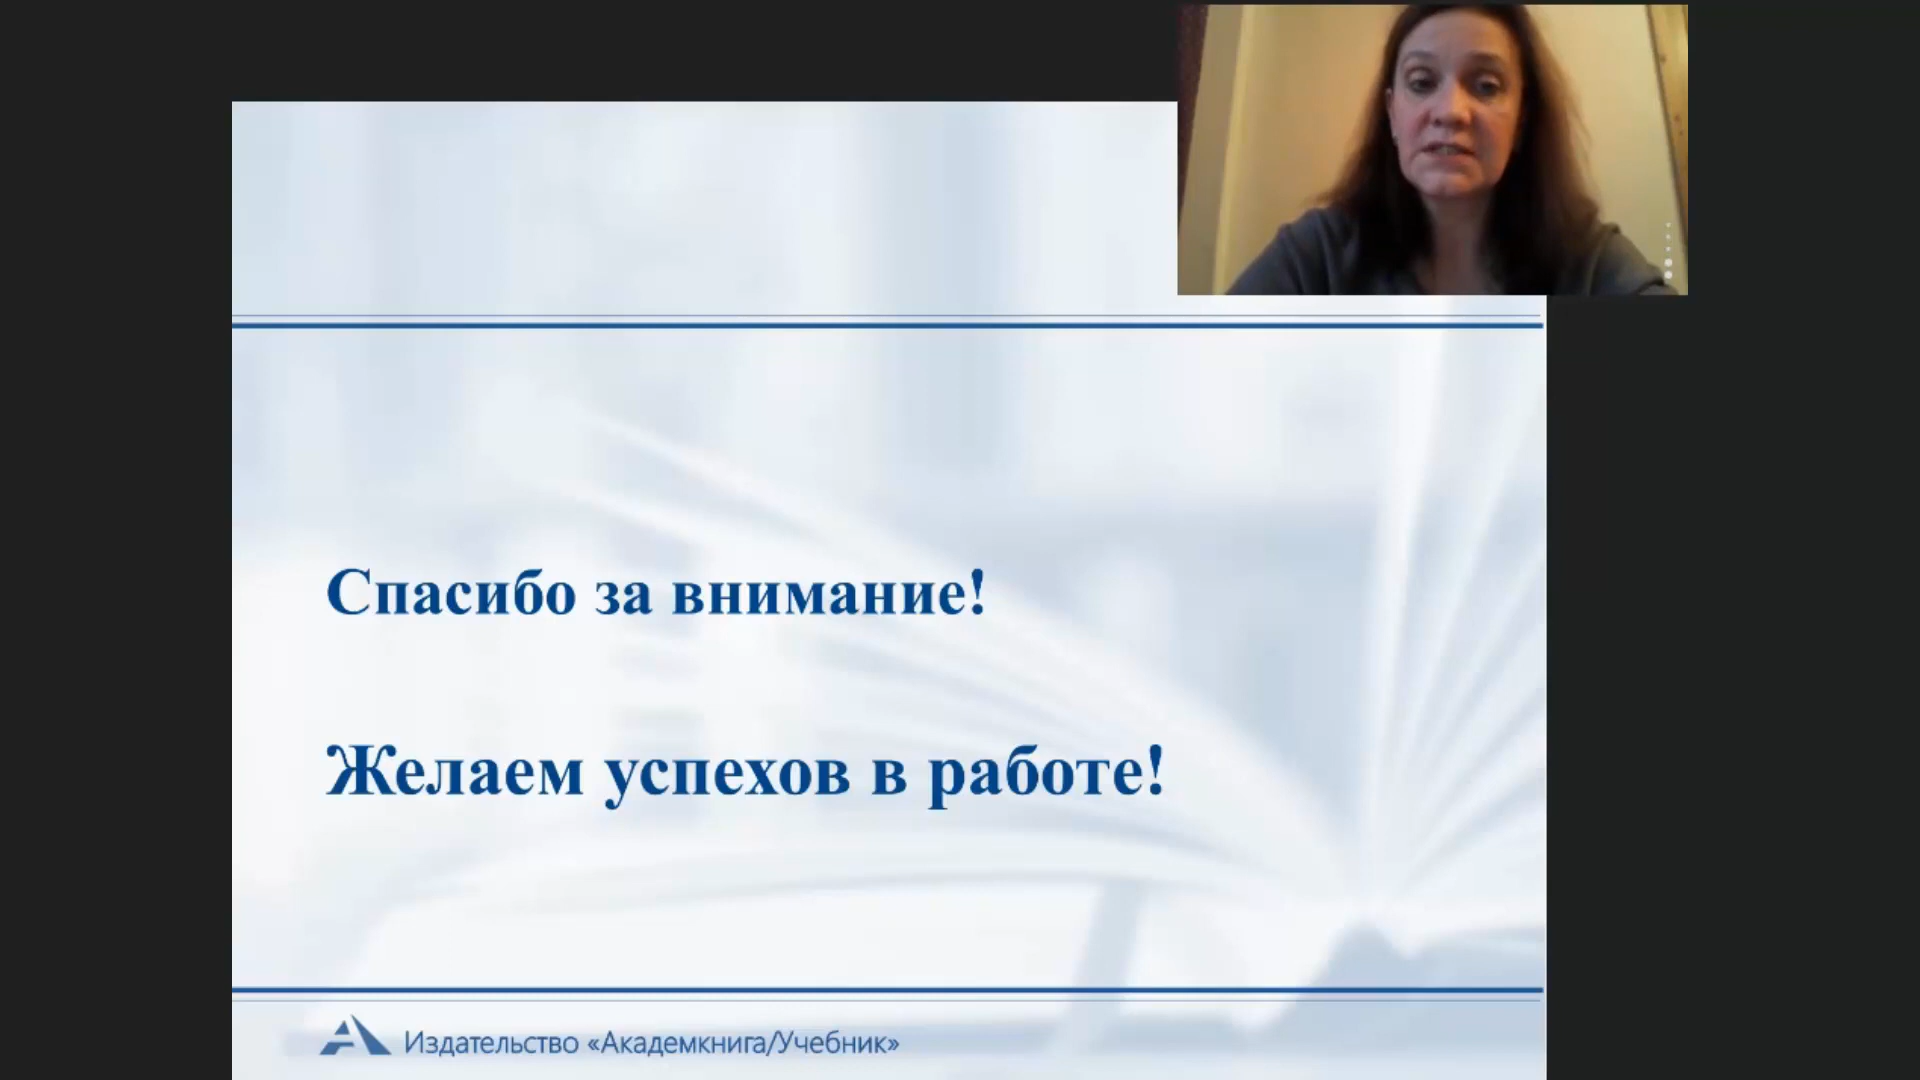 Спасибо за внимание!
Желаем успехов в работе!
Издательство «Академкнига/Учебник»